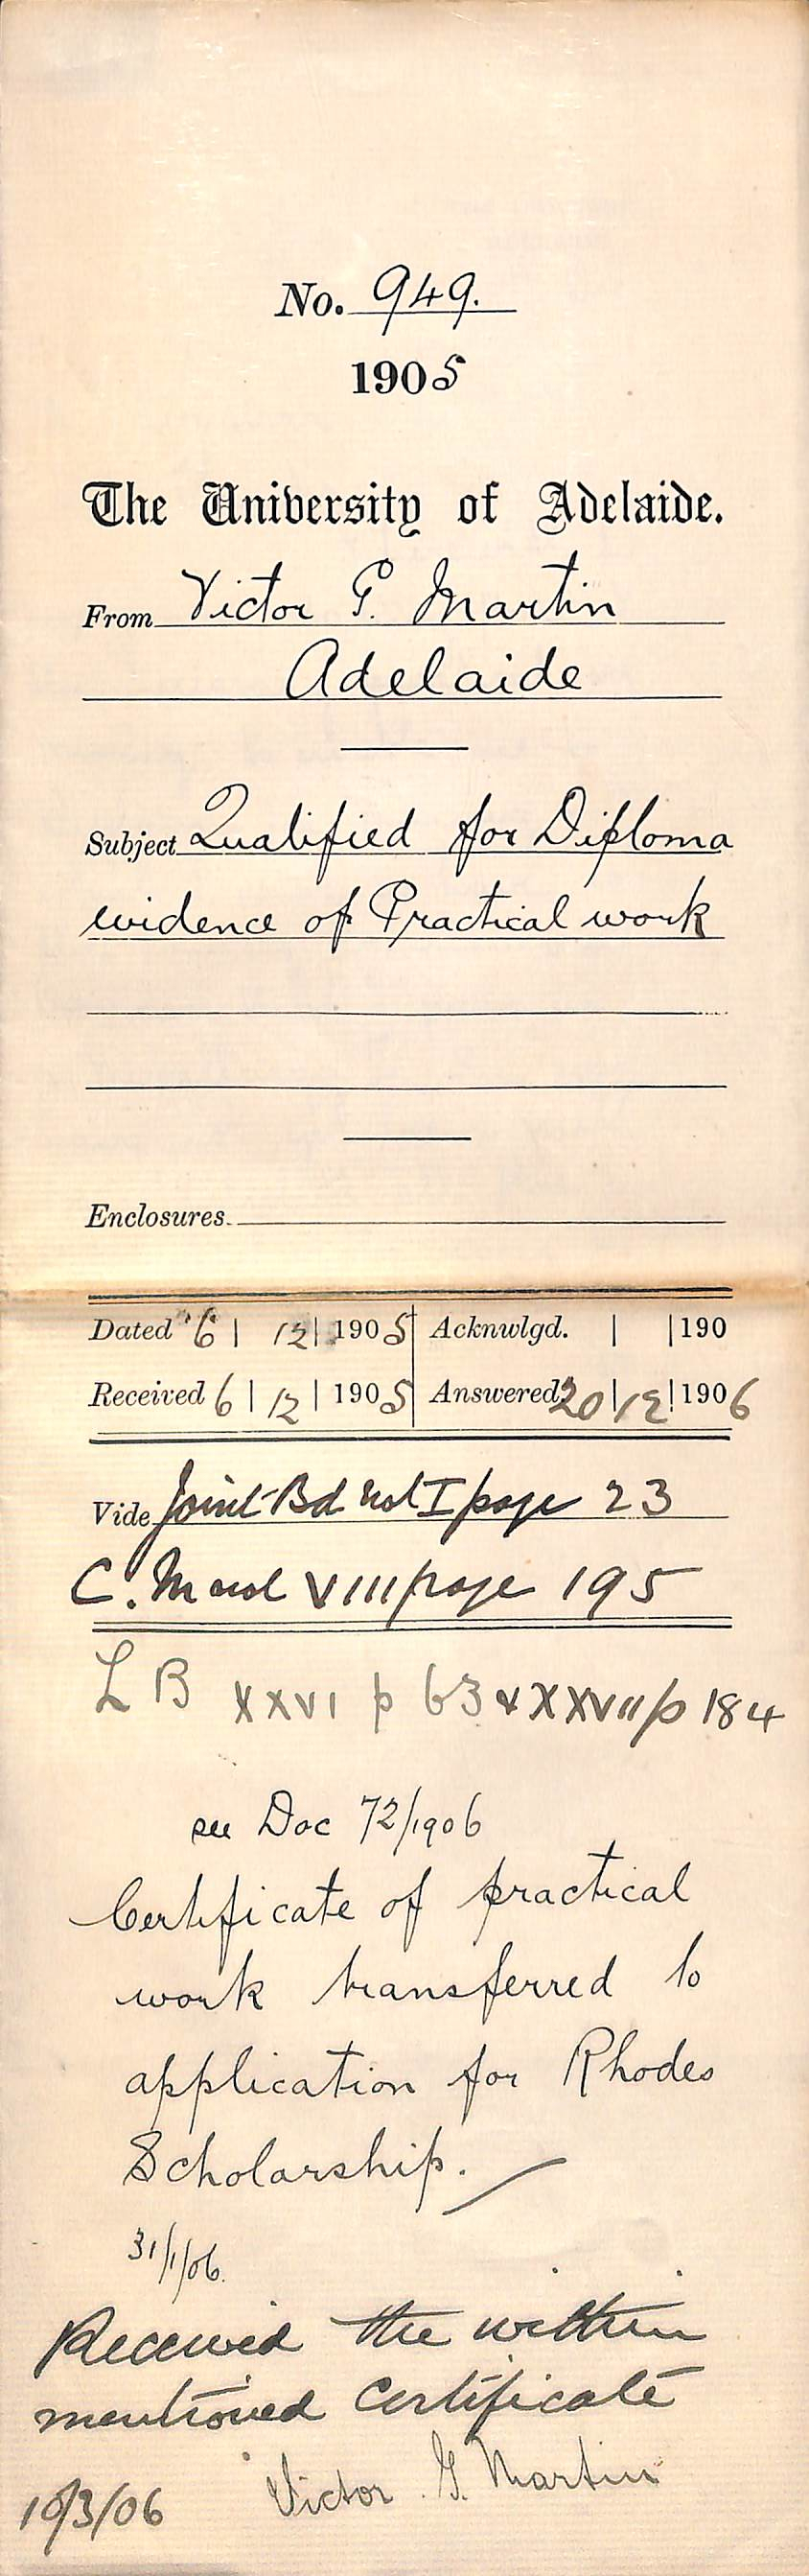 No. 949.
1905
The University of Adelaide.
From Victor G. Martin
Adelaide
Subject Qualified for Diploma
evidence of Practical work
Enclosures.
Dated 6 | 12 | 1905 Acknwlgd. | | 190
Received 6 | 12 | 1905 Answered 20 | 12 | 1906
Vide Joint Bd vol I page 23
C. M vol VIII page 195
L B XXVI p 63 & XXVII p 184
see Doc 72/1906
Certificate of practical
work transferred to
application for Rhodes
Scholarship.
31/1/06.
Received the within
mentioned certificate
Victor G. Martin
10/3/06